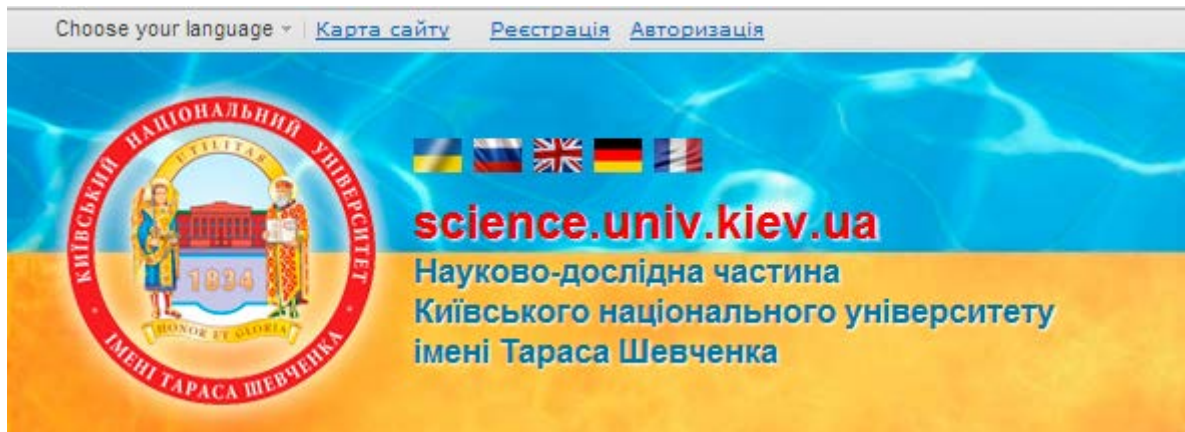 Choose your language Карта сайту Реєстрація Авторизація
КИЇВСЬКИЙ НАЦІОНАЛЬНИЙ УНІВЕРСИТЕТ
ІМЕНІ ТАРАСА ШЕВЧЕНКА
UTILITAS
1834
HONOR ET GLORIA
science.univ.kiev.ua
Науково-дослідна частина
Київського національного університету
імені Тараса Шевченка